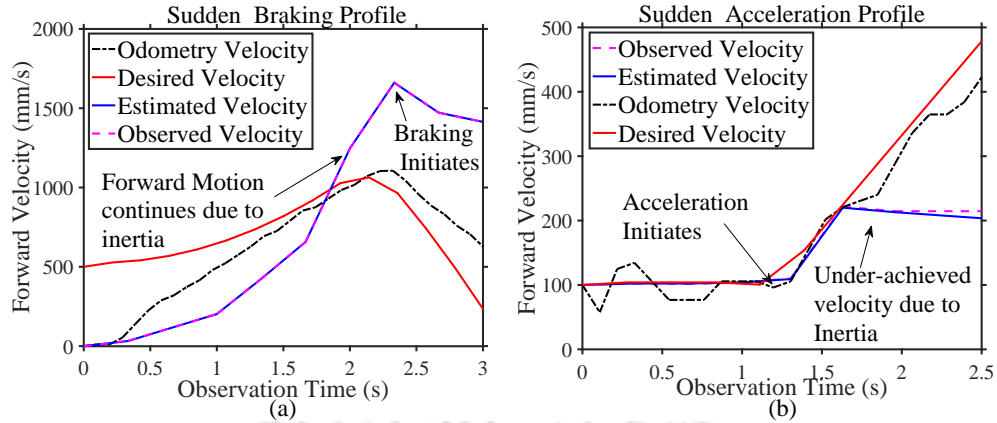 Sudden Braking Profile
2000
1500
1000
500
0
Forward Velocity (mm/s)
Odometry Velocity
Desired Velocity
Estimated Velocity
Observed Velocity
Braking
Initiates
Forward Motion
continues due to
inertia
0 0.5 1 1.5 2 2.5 3
Observation Time (s)
(a)
Sudden Acceleration Profile
500
400
300
200
100
0
Forward Velocity (mm/s)
Observed Velocity
Estimated Velocity
Odometry Velocity
Desired Velocity
Acceleration
Initiates
Under-achieved
velocity due to
Inertia
0 0.5 1 1.5 2 2.5
Observation Time (s)
(b)